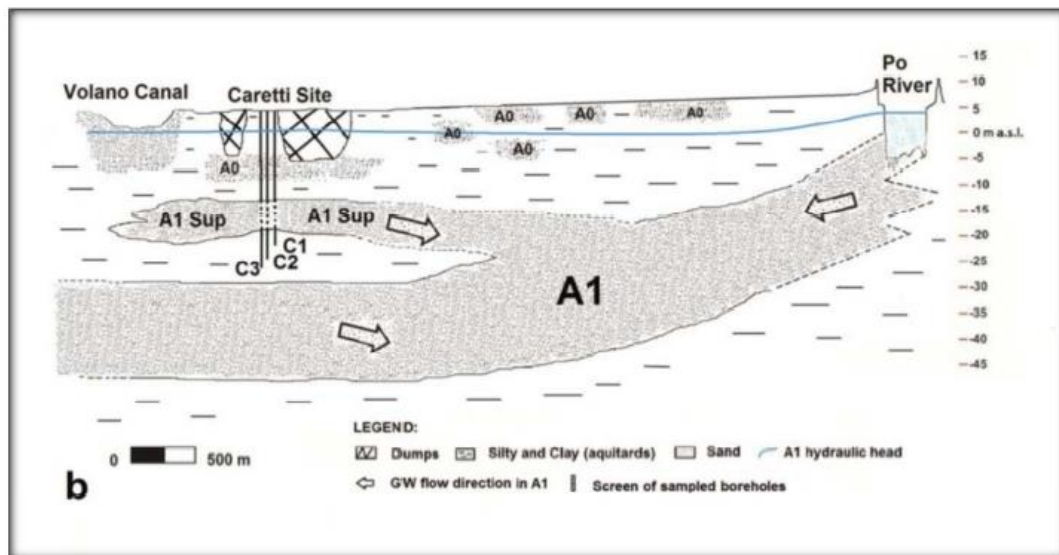 Po
River
Volano Canal
Caretti Site
15
10
5
0 m a.s.l.
-5
-10
-15
-20
-25
-30
-35
-40
-45
A0
A0
A0
A0
A0
A0
A1 Sup
A1 Sup
C1
C2
C3
A1
LEGEND:
Dumps
Silty and Clay (aquitards)
Sand
A1 hydraulic head
GW flow direction in A1
Screen of sampled boreholes
0
500 m
b